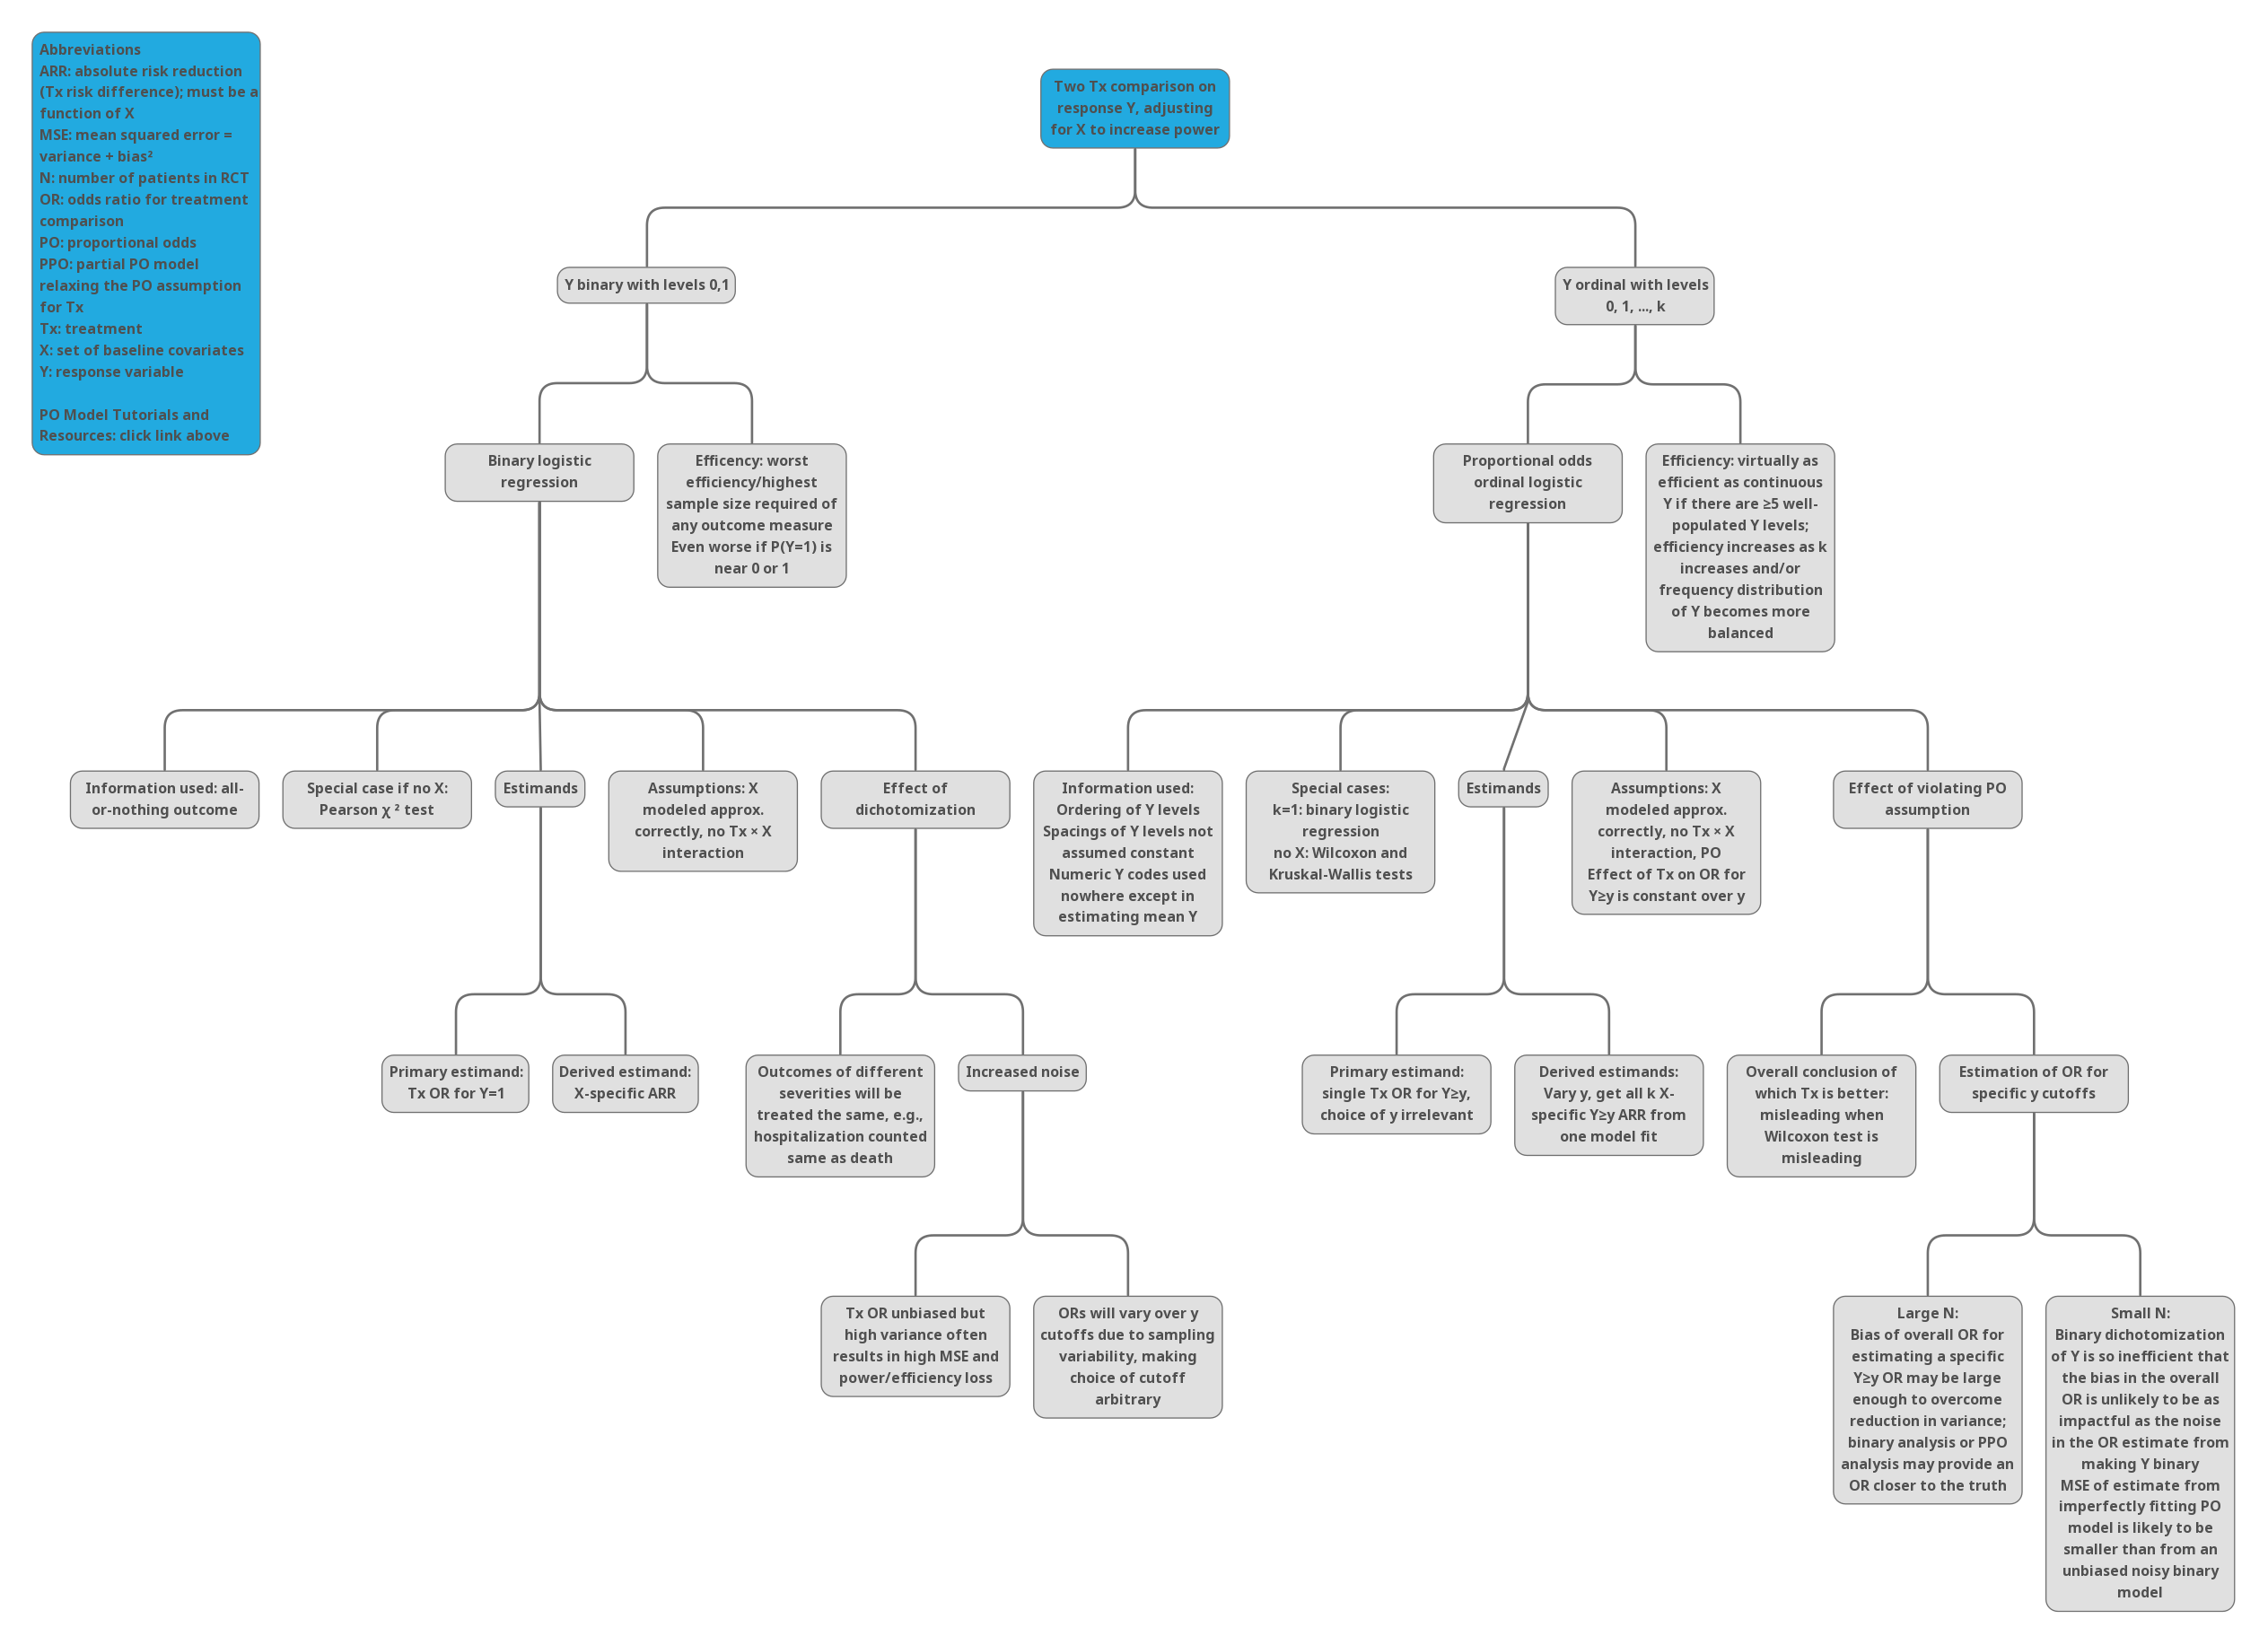 Abbreviations
ARR: absolute risk reduction
(Tx risk difference); must be a
function of X
MSE: mean squared error =
variance + bias²
N: number of patients in RCT
OR: odds ratio for treatment
comparison
PO: proportional odds
PPO: partial PO model
relaxing the PO assumption
for Tx
Tx: treatment
X: set of baseline covariates
Y: response variable
PO Model Tutorials and
Resources: click link above
Two Tx comparison on
response Y, adjusting
for X to increase power
Y binary with levels 0,1
Y ordinal with levels
0, 1, ..., k
Binary logistic
regression
Efficency: worst
efficiency/highest
sample size required of
any outcome measure
Even worse if P(Y=1) is
near 0 or 1
Proportional odds
ordinal logistic
regression
Efficiency: virtually as
efficient as continuous
Y if there are ≥5 well-
populated Y levels;
efficiency increases as k
increases and/or
frequency distribution
of Y becomes more
balanced
Information used: all-
or-nothing outcome
Special case if no X:
Pearson χ ² test
Estimands
Assumptions: X
modeled approx.
correctly, no Tx × X
interaction
Effect of
dichotomization
Information used:
Ordering of Y levels
Spacings of Y levels not
assumed constant
Numeric Y codes used
nowhere except in
estimating mean Y
Special cases:
k=1: binary logistic
regression
no X: Wilcoxon and
Kruskal-Wallis tests
Estimands
Assumptions: X
modeled approx.
correctly, no Tx × X
interaction, PO
Effect of Tx on OR for
Y≥y is constant over y
Effect of violating PO
assumption
Primary estimand:
Tx OR for Y=1
Derived estimand:
X-specific ARR
Outcomes of different
severities will be
treated the same, e.g.,
hospitalization counted
same as death
Increased noise
Primary estimand:
single Tx OR for Y≥y,
choice of y irrelevant
Derived estimands:
Vary y, get all k X-
specific Y≥y ARR from
one model fit
Overall conclusion of
which Tx is better:
misleading when
Wilcoxon test is
misleading
Estimation of OR for
specific y cutoffs
Tx OR unbiased but
high variance often
results in high MSE and
power/efficiency loss
ORs will vary over y
cutoffs due to sampling
variability, making
choice of cutoff
arbitrary
Large N:
Bias of overall OR for
estimating a specific
Y≥y OR may be large
enough to overcome
reduction in variance;
binary analysis or PPO
analysis may provide an
OR closer to the truth
Small N:
Binary dichotomization
of Y is so inefficient that
the bias in the overall
OR is unlikely to be as
impactful as the noise
in the OR estimate from
making Y binary
MSE of estimate from
imperfectly fitting PO
model is likely to be
smaller than from an
unbiased noisy binary
model